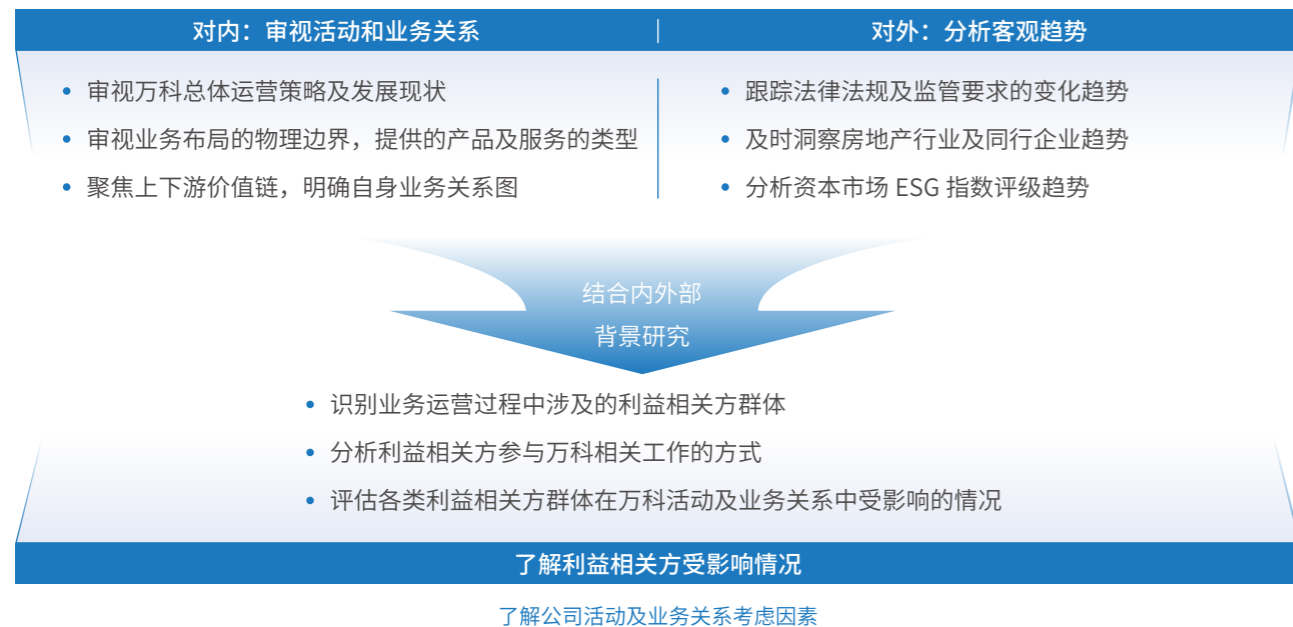 对内：审视活动和业务关系
对外：分析客观趋势
审视万科总体运营策略及发展现状
审视业务布局的物理边界，提供的产品及服务的类型
聚焦上下游价值链，明确自身业务关系图
跟踪法律法规及监管要求的变化趋势
及时洞察房地产行业及同行企业趋势
分析资本市场 ESG 指数评级趋势
结合内外部
背景研究
识别业务运营过程中涉及的利益相关方群体
分析利益相关方参与万科相关工作的方式
评估各类利益相关方群体在万科活动及业务关系中受影响的情况
了解利益相关方受影响情况
了解公司活动及业务关系考虑因素